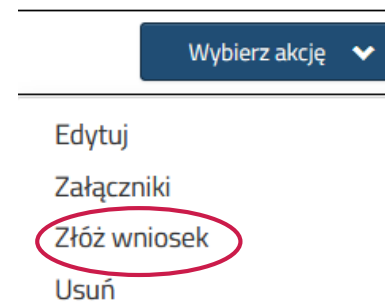 Wybierz akcję
Edytuj
Załączniki
Złóż wniosek
Usuń